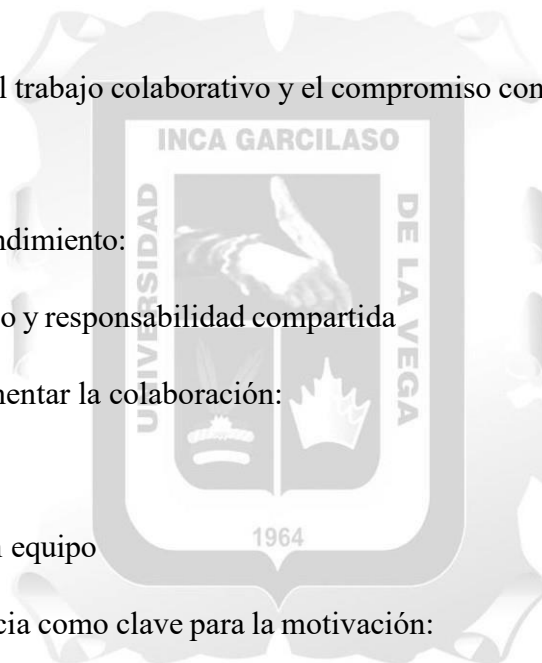 l trabajo colaborativo y el compromiso con
INCA GARCILASO
UNIVERSIDAD
DE LA VEGA
ndimiento:
o y responsabilidad compartida
mentar la colaboración:
1964
equipo
cia como clave para la motivación: